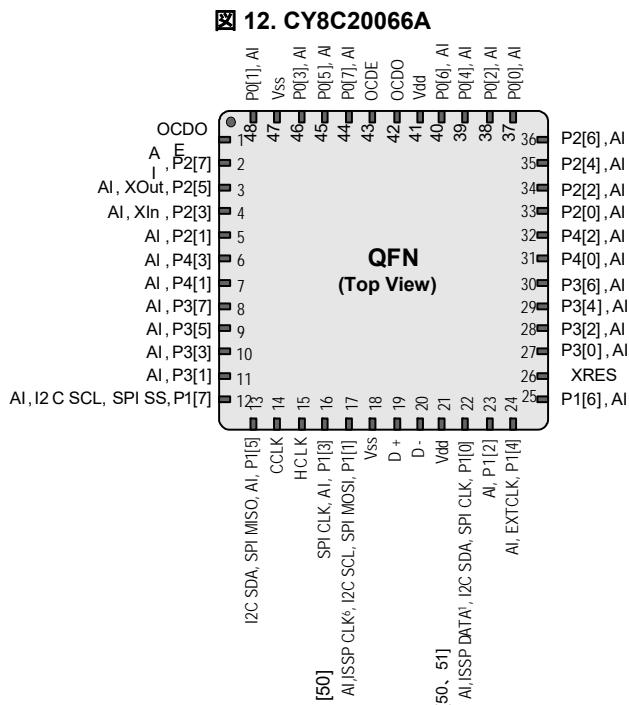 図 12. CY8C20066A
P0[1], AI
Vss
P0[3], AI
P0[5], AI
P0[7], AI
OCDE
OCDO
Vdd
P0[6], AI
P0[4], AI
P0[2], AI
P0[0], AI
48
47
46
45
44
43
42
41
40
39
38
37
OCDO
E
1
AI , P2[7]
2
AI , XOut, P2[5]
3
AI , XIn , P2[3]
4
AI , P2[1]
5
AI , P4[3]
6
AI , P4[1]
7
AI , P3[7]
8
AI , P3[5]
9
AI , P3[3]
10
AI , P3[1]
11
AI , I2 C SCL, SPI SS, P1[7]
12
QFN
(Top View)
36 P2[6] , AI
35 P2[4] , AI
34 P2[2] , AI
33 P2[0] , AI
32 P4[2] , AI
31 P4[0] , AI
30 P3[6] , AI
29 P3[4] , AI
28 P3[2] , AI
27 P3[0] , AI
26 XRES
25 P1[6] , AI
13
14
15
16
17
18
19
20
21
22
23
24
I2C SDA, SPI MISO, AI, P1[5]
CCLK
HCLK
SPI CLK, AI, P1[3]
AI,ISSP CLK⁶, I2C SCL, SPI MOSI, P1[1]
Vss
D +
D -
Vdd
AI,ISSP DATA¹, I2C SDA, SPI CLK, P1[0]
AI, P1[2]
AI, EXTCLK, P1[4]
[50]
[50、51]